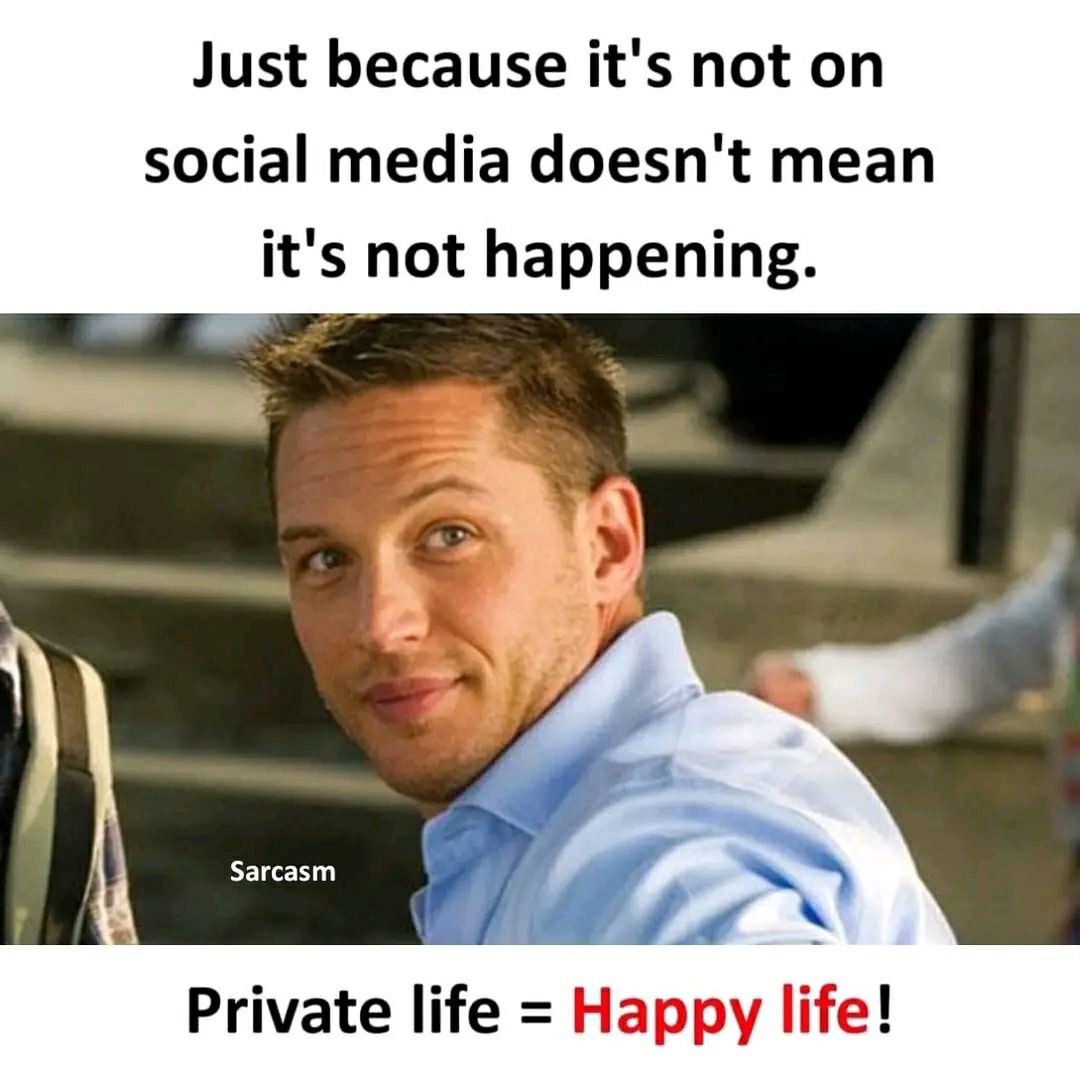 Just because it's not on
social media doesn't mean
it's not happening.
Sarcasm
Private life = Happy life!